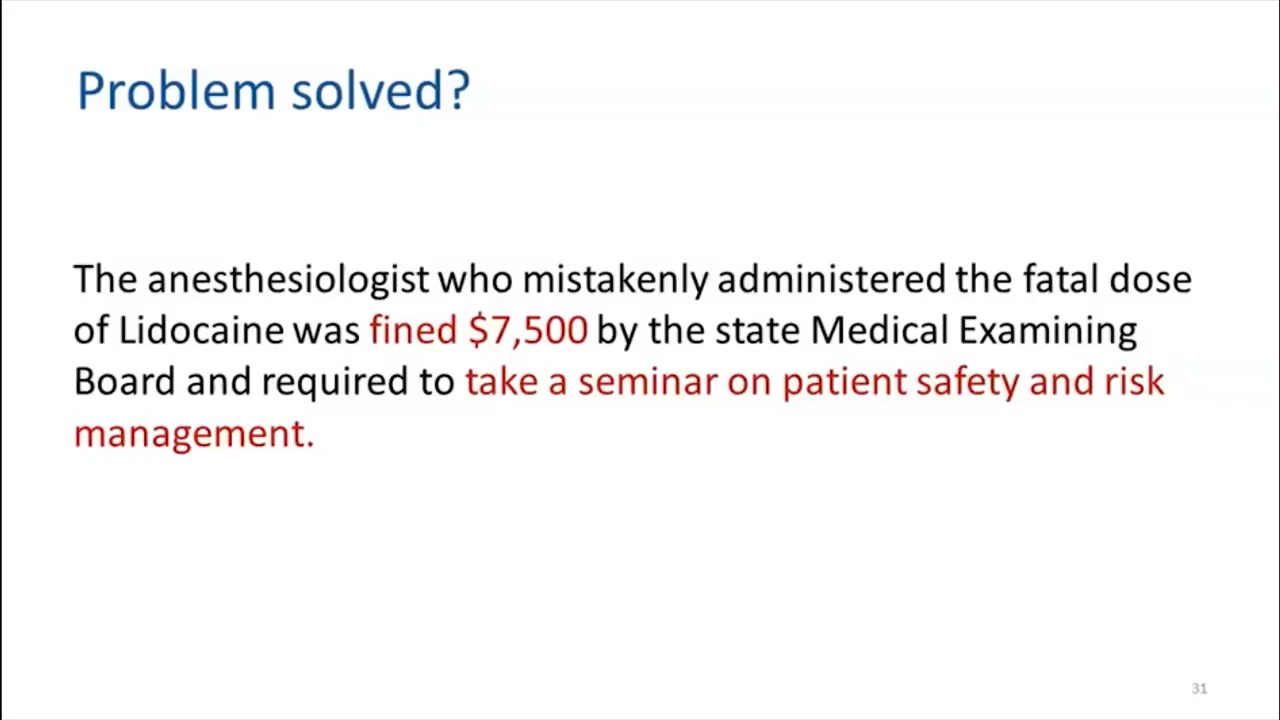 Problem solved?
The anesthesiologist who mistakenly administered the fatal dose
of Lidocaine was fined $7,500 by the state Medical Examining
Board and required to take a seminar on patient safety and risk
management.
31